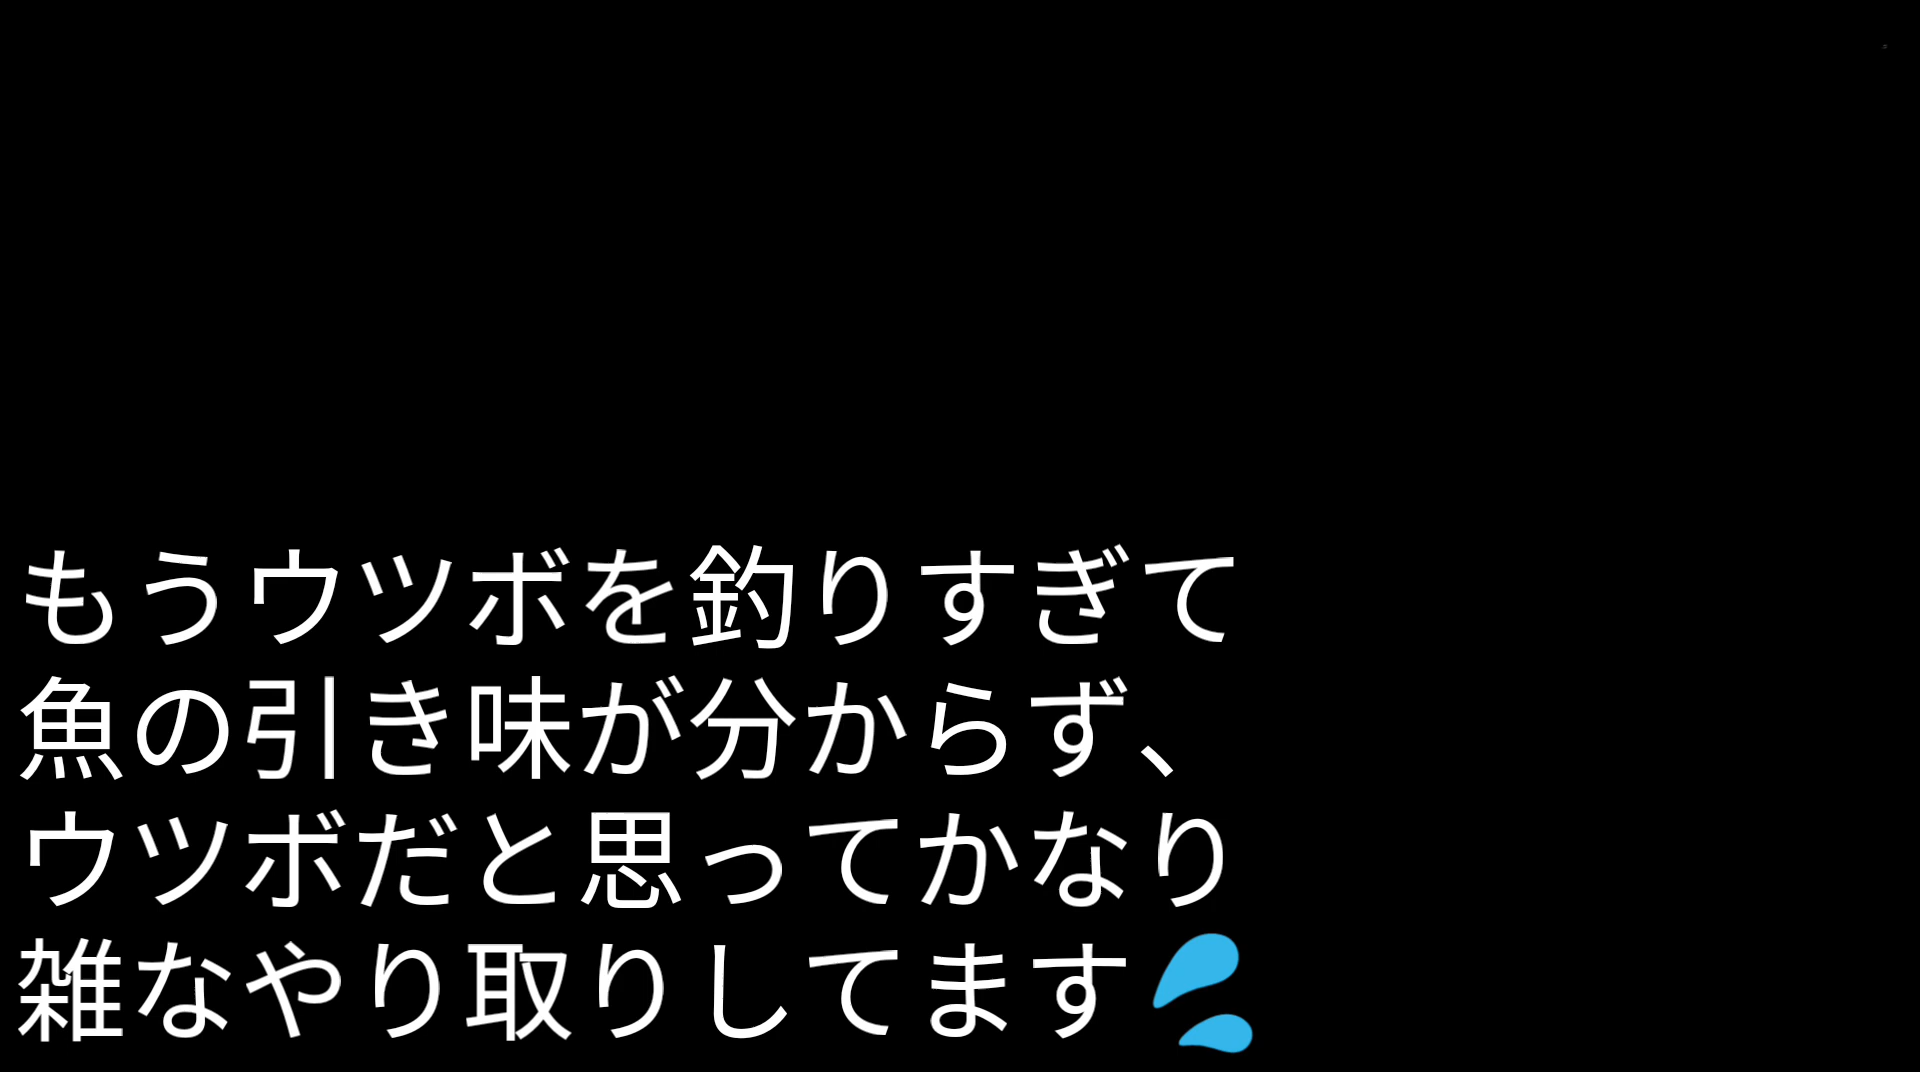 もうウツボを釣りすぎて
魚の引き味が分からず、
ウツボだと思ってかなり
雑なやり取りしてます💦